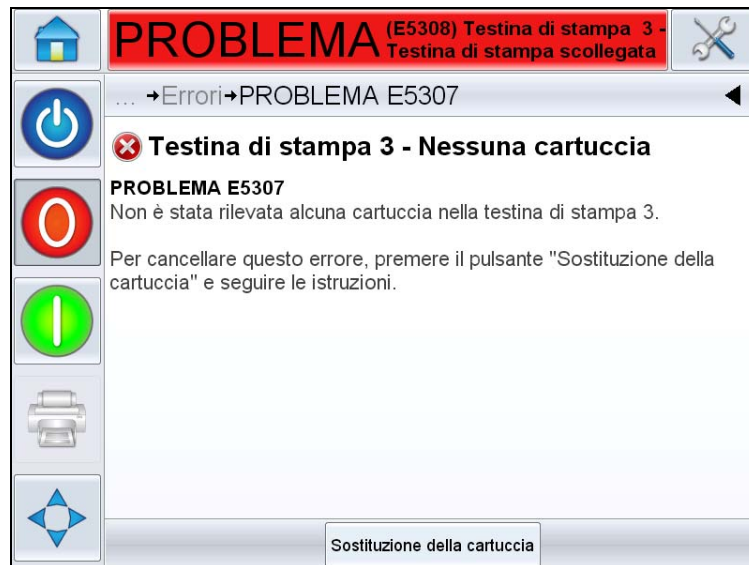 PROBLEMA (E5308) Testina di stampa 3 -
Testina di stampa scollegata
... →Errori→PROBLEMA E5307
Testina di stampa 3 - Nessuna cartuccia
PROBLEMA E5307
Non è stata rilevata alcuna cartuccia nella testina di stampa 3.
Per cancellare questo errore, premere il pulsante "Sostituzione della
cartuccia" e seguire le istruzioni.
Sostituzione della cartuccia